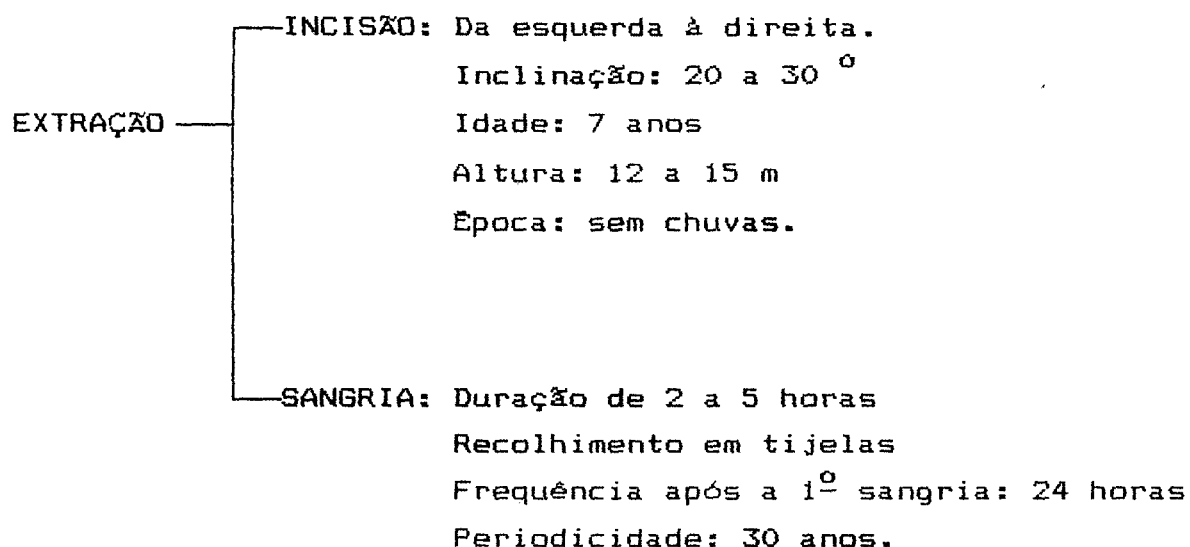 INCISÃO: Da esquerda à direita.
Inclinação: 20 a 30 º
EXTRAÇÃO
Idade: 7 anos
Altura: 12 a 15 m
Época: sem chuvas.
SANGRIA: Duração de 2 a 5 horas
Recolhimento em tijelas
Frequência após a 1º sangria: 24 horas
Periodicidade: 30 anos.